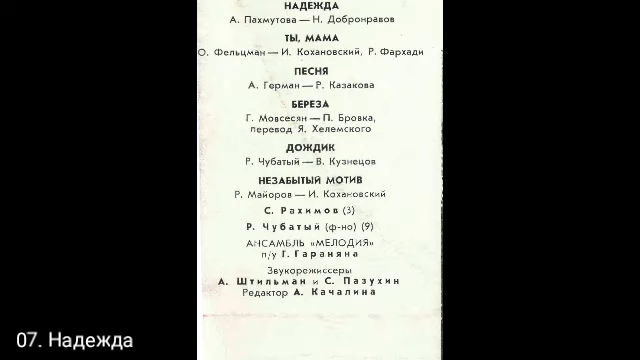 НАДЕЖДА
А. Пахмутова — Н. Добронравов
ТЫ, МАМА
О. Фельцман — И. Кохановский, Р. Фархади
ПЕСНЯ
А. Герман — Р. Казакова
БЕРЕЗА
Г. Мовсесян — П. Бровка,
перевод Я. Хелемского
ДОЖДИК
Р. Чубатый — В. Кузнецов
НЕЗАБЫТЫЙ МОТИВ
Р. Майоров — И. Кохановский
С. Рахимов (3)
Р. Чубатый (ф-но) (9)
АНСАМБЛЬ «МЕЛОДИЯ»
п/у Г. Гараняна
Звукорежиссеры
А. Штильман и С. Пазухин
Редактор А. Качалина
07. Надежда